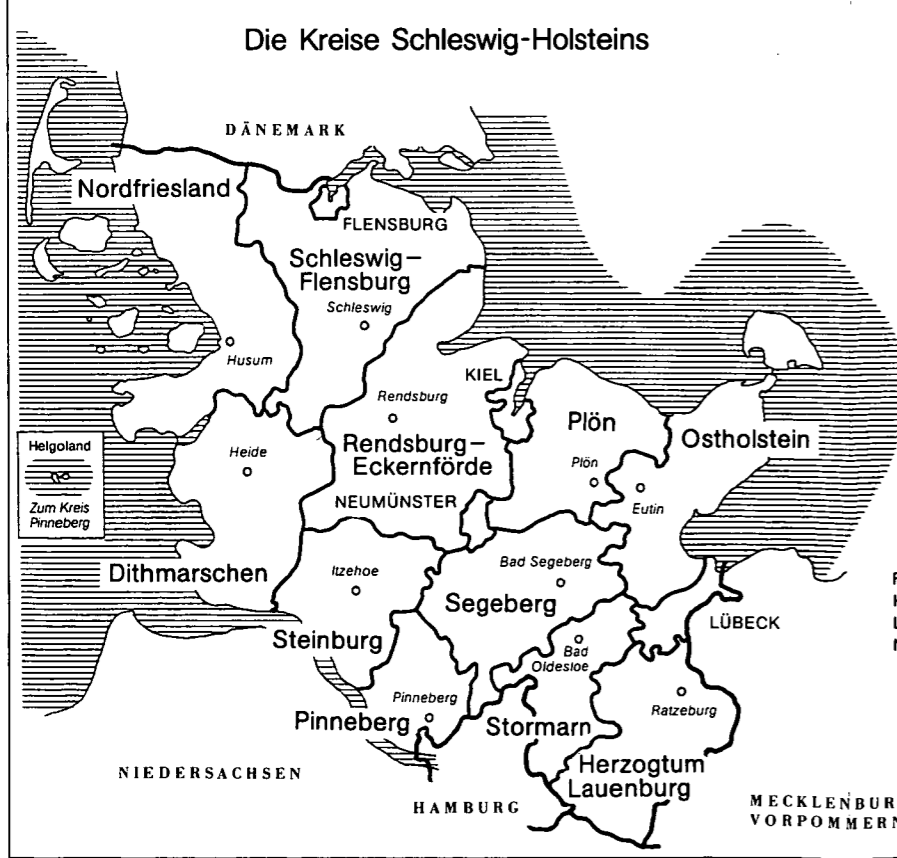 Die Kreise Schleswig-Holsteins
DÄNEMARK
Nordfriesland
FLENSBURG
Schleswig–
Flensburg
Schleswig
Husum
KIEL
Rendsburg
Plön
Ostholstein
Rendsburg–
Eckernförde
Heide
Plön
Eutin
Helgoland
Zum Kreis
Pinneberg
NEUMÜNSTER
Dithmarschen
Itzehoe
Bad Segeberg
Segeberg
Steinburg
LÜBECK
Bad
Oldesloe
Pinneberg
Pinneberg
Stormarn
Ratzeburg
Herzogtum
Lauenburg
NIEDERSACHSEN
HAMBURG
MECKLENBUR
VORPOMMERN